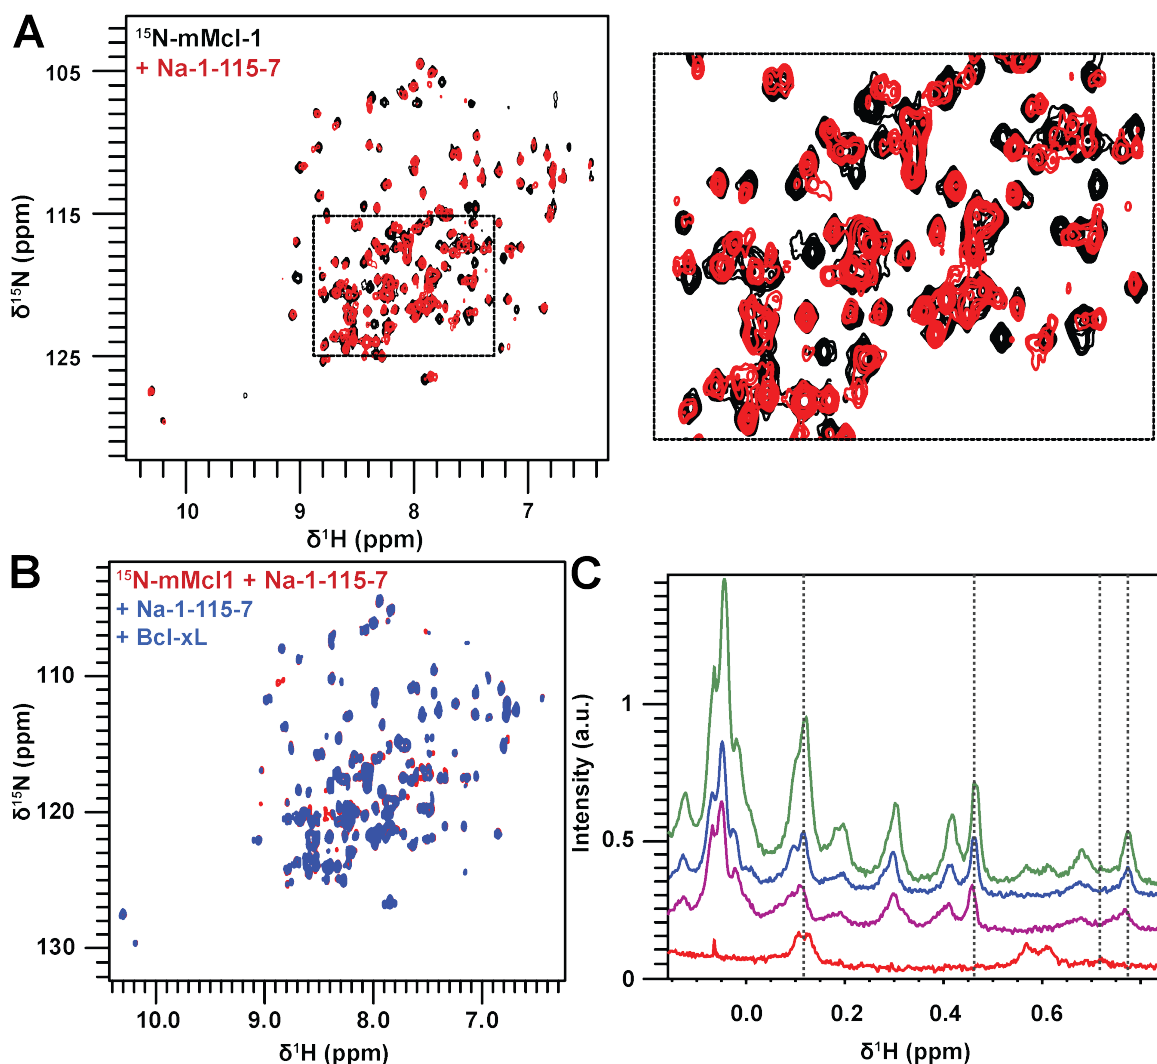 A
¹⁵N-mMcl-1
+ Na-1-115-7
105
115
125
δ¹⁵N (ppm)
10
9
8
7
δ¹H (ppm)
B
¹⁵N-mMcl1 + Na-1-115-7
+ Na-1-115-7
+ Bcl-xL
110
120
130
δ¹⁵N (ppm)
10.0
9.0
8.0
7.0
δ¹H (ppm)
C
1
0.5
0
Intensity (a.u.)
0.0
0.2
0.4
0.6
δ¹H (ppm)